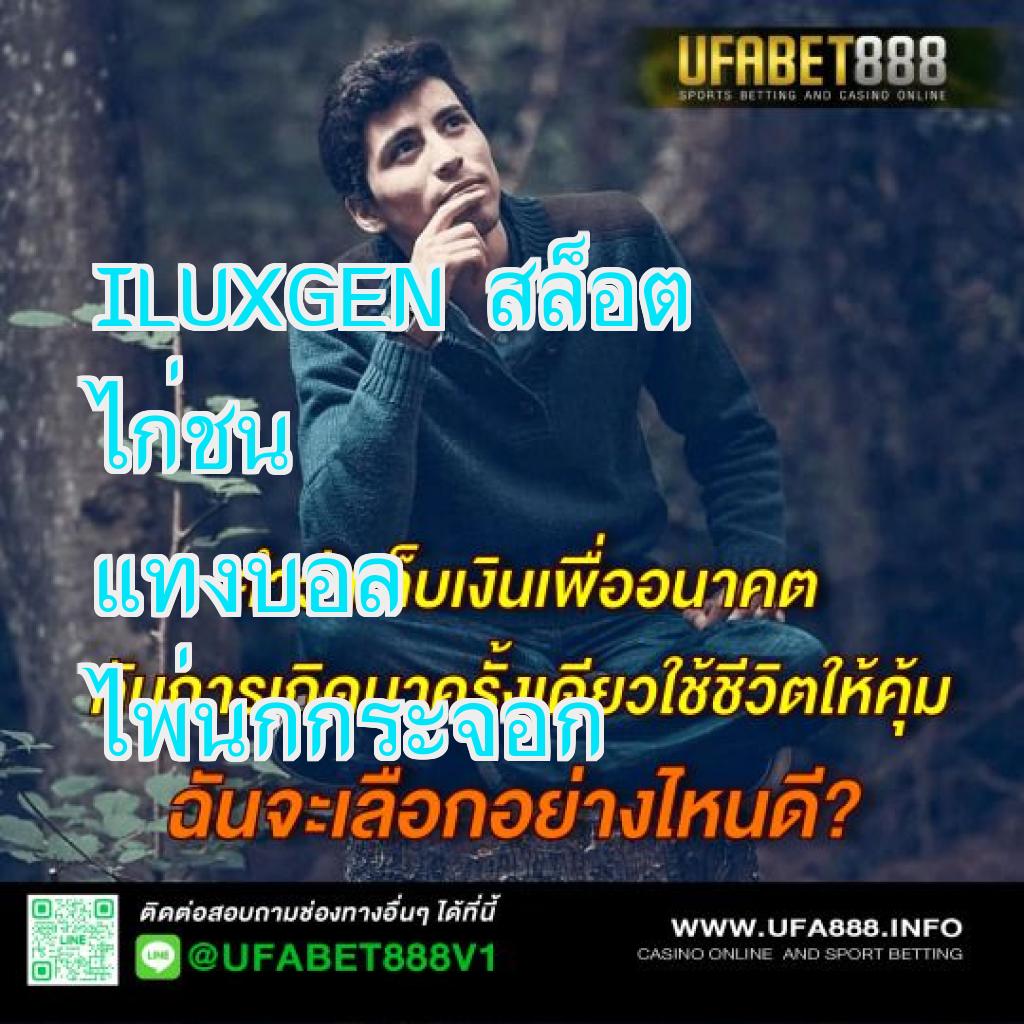 UFABET888
SPORTS BETTING AND CASINO ONLINE
ILUXGEN สล็อต
ไก่ชน
แทงบอล
เงินเพื่ออนาคต
ไพ่นกกระจอก
ใช้ชีวิตให้คุ้ม
ฉันจะเลือกอย่างไหนดี?
ติดต่อสอบถามช่องทางอื่นๆ ได้ที่นี้
LINE
LINE @UFABET888V1
WWW.UFA888.INFO
CASINO ONLINE AND SPORT BETTING